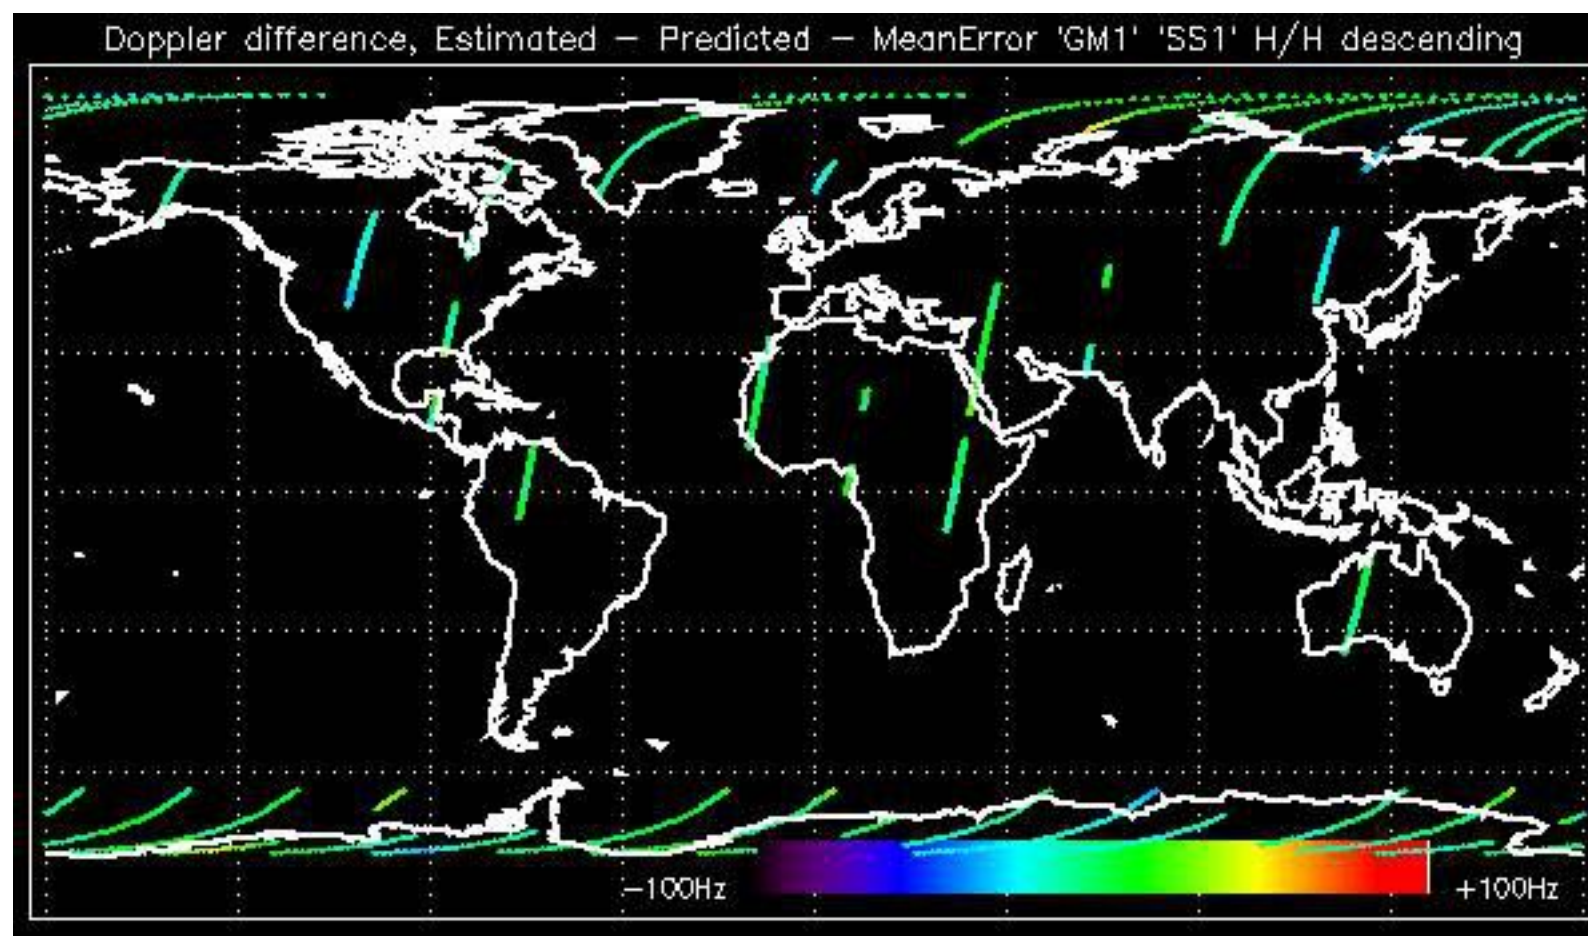 Doppler difference, Estimated − Predicted − MeanError 'GM1' 'SS1' H/H descending
−100Hz
+100Hz